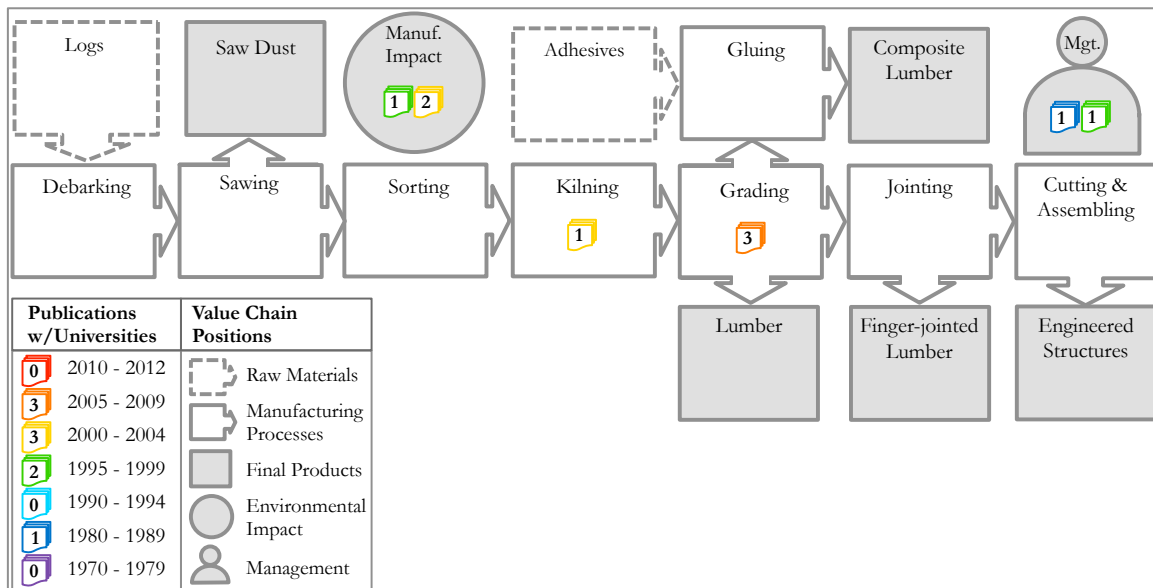 Logs
Saw Dust
Manuf.
Impact
1 2
Adhesives
Gluing
Composite
Lumber
Mgt.
1 1
Debarking
Sawing
Sorting
Kilning
1
Grading
3
Jointing
Cutting &
Assembling
Lumber
Finger-jointed
Lumber
Engineered
Structures
Publications
w/Universities
0 2010 - 2012
3 2005 - 2009
3 2000 - 2004
2 1995 - 1999
0 1990 - 1994
1 1980 - 1989
0 1970 - 1979
Value Chain
Positions
Raw Materials
Manufacturing
Processes
Final Products
Environmental
Impact
Management